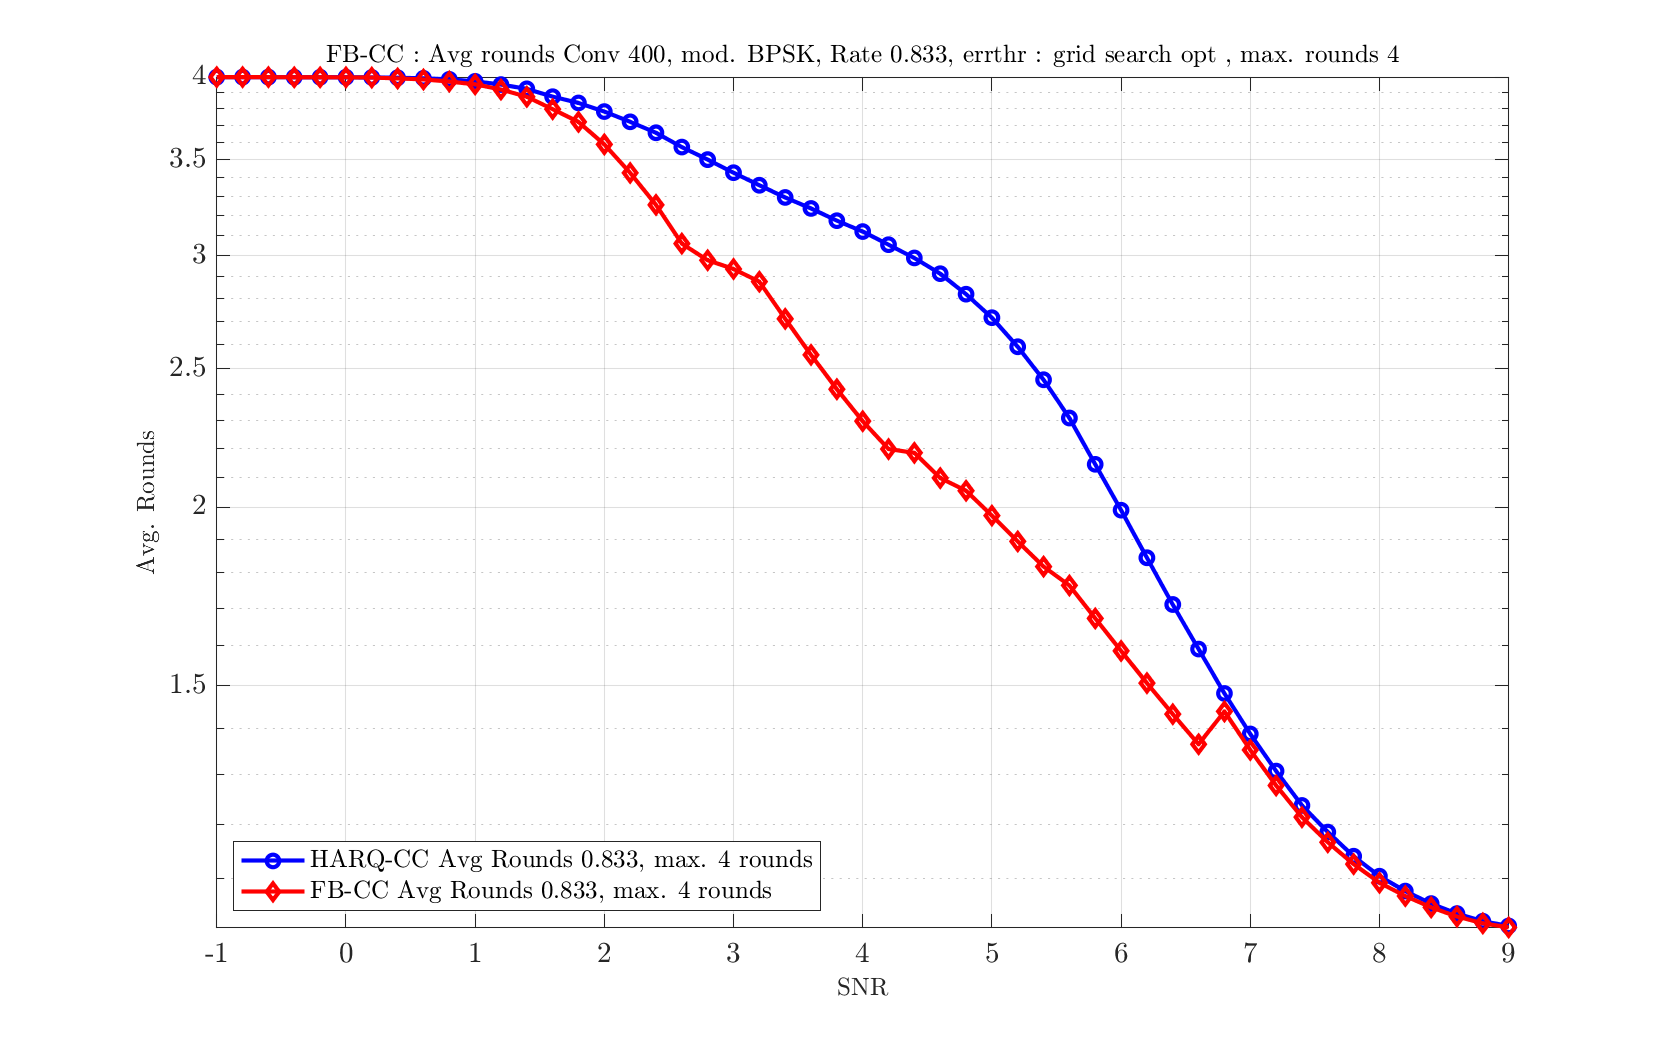 FB-CC : Avg rounds Conv 400, mod. BPSK, Rate 0.833, errthr : grid search opt , max. rounds 4
4
3.5
3
2.5
2
1.5
Avg. Rounds
HARQ-CC Avg Rounds 0.833, max. 4 rounds
FB-CC Avg Rounds 0.833, max. 4 rounds
-1 0 1 2 3 4 5 6 7 8 9
SNR